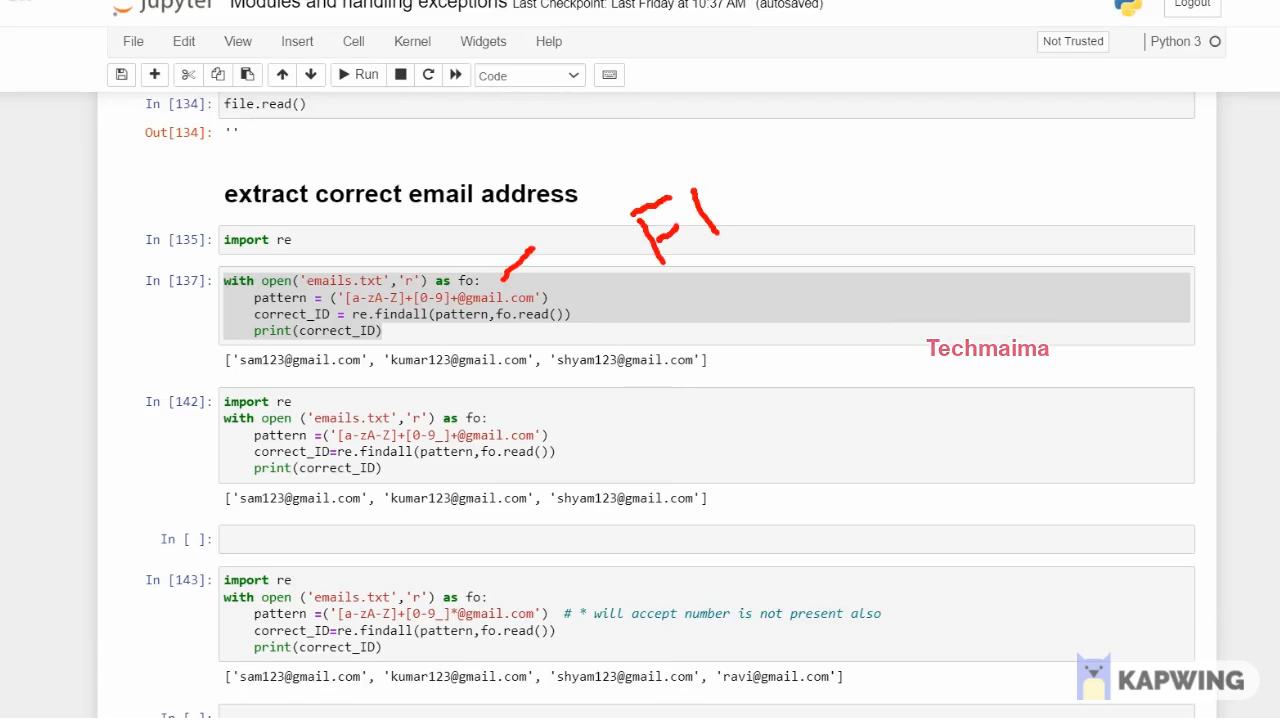 jupyter Modules and handling exceptions Last Checkpoint: Last Friday at 10:37 AM (autosaved) Logout
File Edit View Insert Cell Kernel Widgets Help Not Trusted Python 3
Run Code
In [134]: file.read()
Out[134]: ''
extract correct email address
In [135]: import re
In [137]: with open('emails.txt','r') as fo:
pattern = ('[a-zA-Z]+[0-9]+@gmail.com')
correct_ID = re.findall(pattern,fo.read())
print(correct_ID)
Techmaima
['sam123@gmail.com', 'kumar123@gmail.com', 'shyam123@gmail.com']
In [142]: import re
with open ('emails.txt','r') as fo:
pattern =('[a-zA-Z]+[0-9_]+@gmail.com')
correct_ID=re.findall(pattern,fo.read())
print(correct_ID)
['sam123@gmail.com', 'kumar123@gmail.com', 'shyam123@gmail.com']
In [ ]:
In [143]: import re
with open ('emails.txt','r') as fo:
pattern =('[a-zA-Z]+[0-9_]*@gmail.com') # * will accept number is not present also
correct_ID=re.findall(pattern,fo.read())
print(correct_ID)
['sam123@gmail.com', 'kumar123@gmail.com', 'shyam123@gmail.com', 'ravi@gmail.com']
KAPWING
In [ ]: